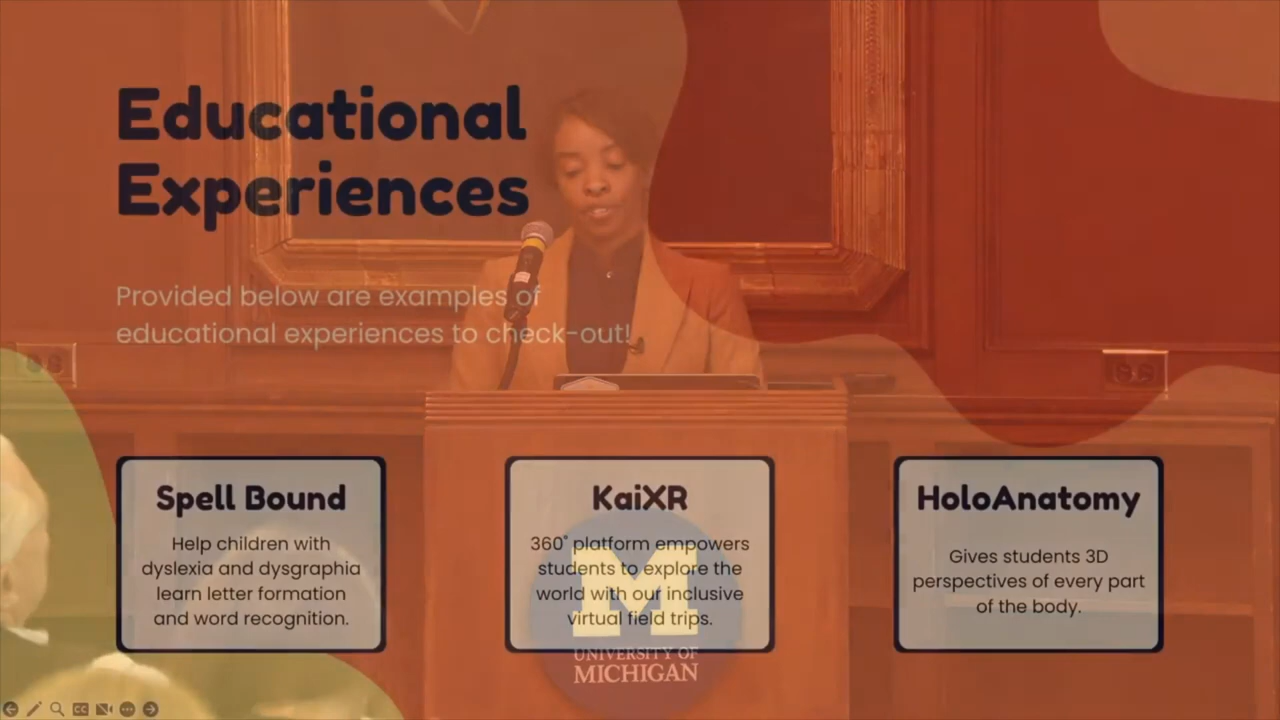 Educational
Experiences
Provided below are examples of
educational experiences to check-out!
Spell Bound
Help children with
dyslexia and dysgraphia
learn letter formation
and word recognition.
KaiXR
360° platform empowers
students to explore the
world with our inclusive
virtual field trips.
HoloAnatomy
Gives students 3D
perspectives of every part
of the body.
M
UNIVERSITY OF
MICHIGAN
CC